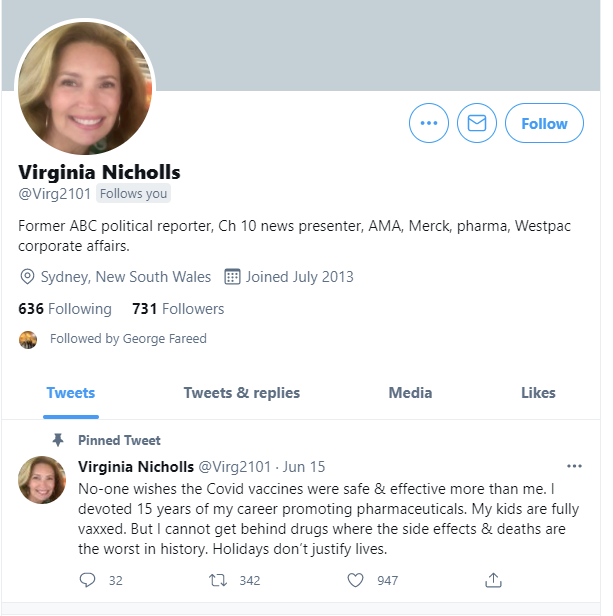 Follow
Virginia Nicholls
@Virg2101 Follows you
Former ABC political reporter, Ch 10 news presenter, AMA, Merck, pharma, Westpac
corporate affairs.
Sydney, New South Wales Joined July 2013
636 Following 731 Followers
Followed by George Fareed
Tweets Tweets & replies Media Likes
Pinned Tweet
Virginia Nicholls @Virg2101 · Jun 15
No-one wishes the Covid vaccines were safe & effective more than me. I
devoted 15 years of my career promoting pharmaceuticals. My kids are fully
vaxxed. But I cannot get behind drugs where the side effects & deaths are
the worst in history. Holidays don’t justify lives.
32 342 947